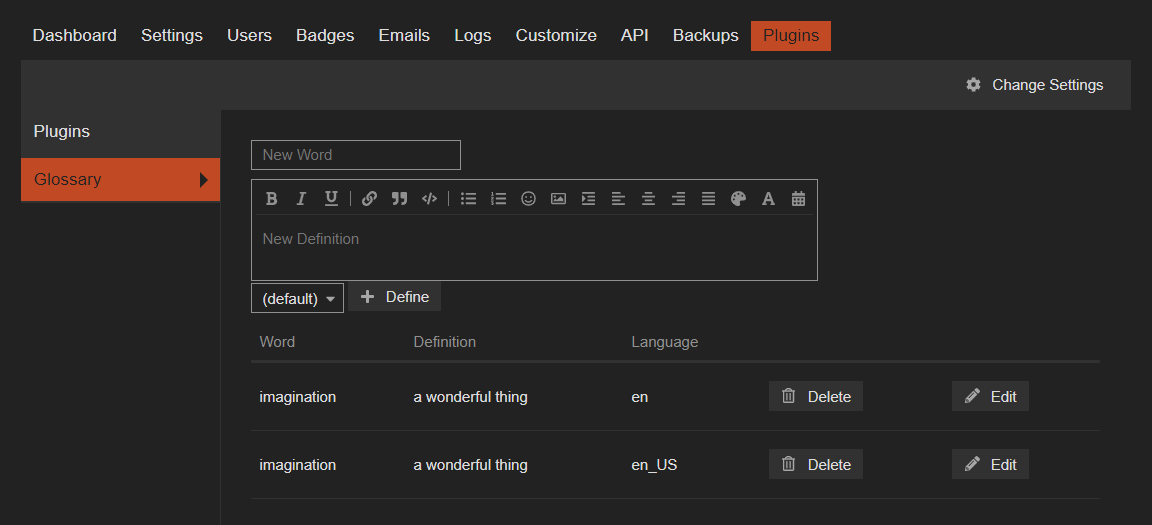 Dashboard Settings Users Badges Emails Logs Customize API Backups Plugins
Change Settings
Plugins
Glossary
New Word
New Definition
(default) Define
Word Definition Language
imagination a wonderful thing en Delete Edit
imagination a wonderful thing en_US Delete Edit